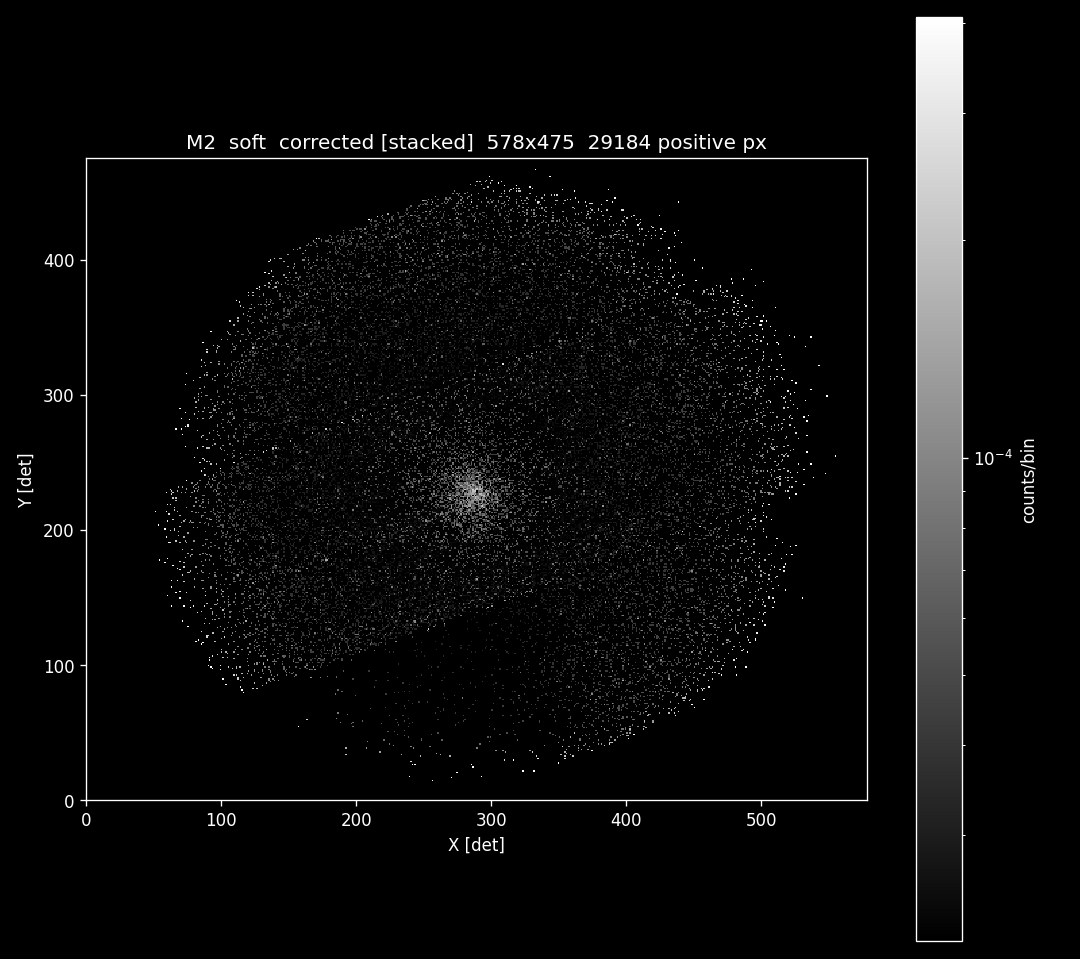 M2  soft  corrected [stacked]  578x475  29184 positive px
400
300
200
100
0
Y [det]
0 100 200 300 400 500
X [det]
10⁻⁴
counts/bin